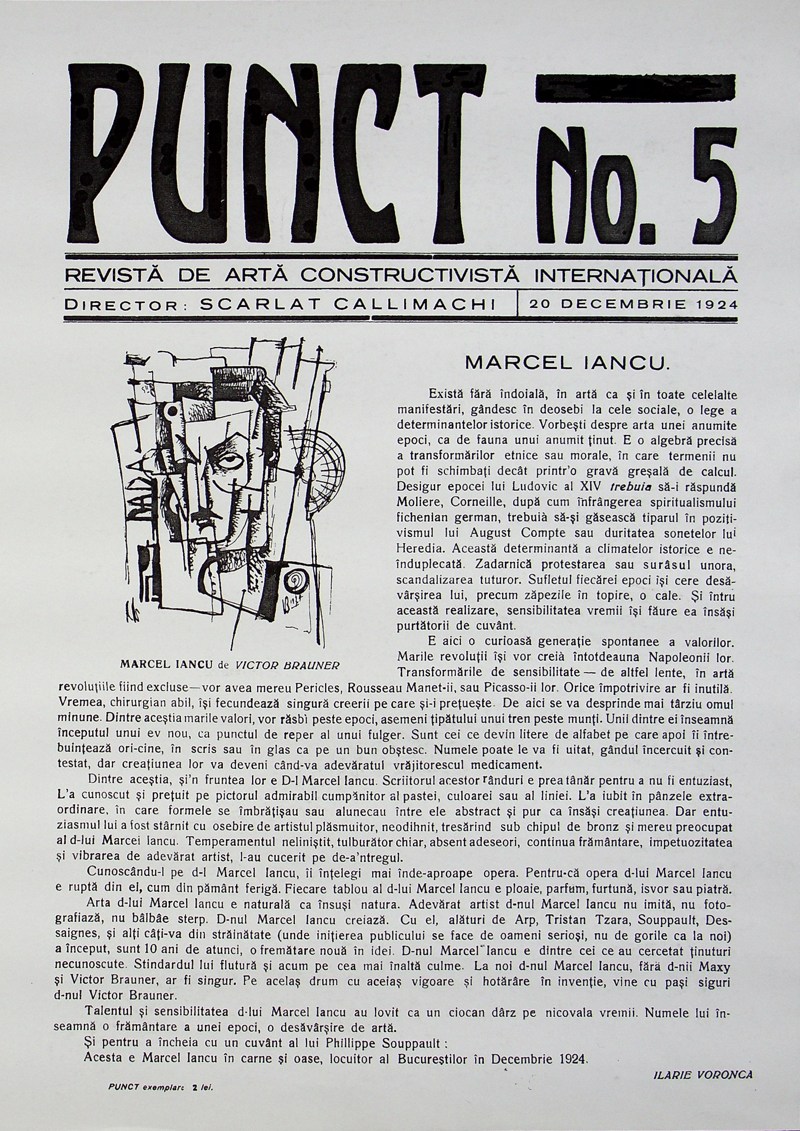 PUNCT No. 5
REVISTĂ DE ARTĂ CONSTRUCTIVISTĂ INTERNAȚIONALĂ
DIRECTOR: SCARLAT CALLIMACHI
20 DECEMBRIE 1924
MARCEL IANCU de VICTOR BRAUNER
MARCEL IANCU.
Există fără îndoială, în artă ca și în toate celelalte
manifestări, gândesc în deosebi la cele sociale, o lege a
determinantelor istorice. Vorbești despre arta unei anumite
epoci, ca de fauna unui anumit ținut. E o algebră precisă
a transformărilor etnice sau morale, în care termenii nu
pot fi schimbați decât printr'o gravă greșală de calcul.
Desigur epocei lui Ludovic al XIV trebuia să-i răspundă
Moliere, Corneille, după cum înfrângerea spiritualismului
fichenian german, trebuià să-și găsească tiparul în poziti-
vismul lui August Compte sau duritatea sonetelor lui
Heredia. Această determinantă a climatelor istorice e ne-
înduplecată. Zadarnică protestarea sau surâsul unora,
scandalizarea tuturor. Sufletul fiecărei epoci își cere desă-
vârșirea lui, precum zăpezile în topire, o cale. Și întru
această realizare, sensibilitatea vremii își făure ea însăși
purtătorii de cuvânt.
E aici o curioasă generație spontanee a valorilor.
Marile revoluții își vor creià întotdeauna Napoleonii lor.
Transformările de sensibilitate — de altfel lente, în artă
revoluțiile fiind excluse—vor avea mereu Pericles, Rousseau Manet-ii, sau Picasso-ii lor. Orice împotrivire ar fi inutilă.
Vremea, chirurgian abil, își fecundează singură creerii pe care și-i prețuește. De aici se va desprinde mai târziu omul
minune. Dintre aceștia marile valori, vor răsbì peste epoci, asemeni țipătului unui tren peste munți. Unii dintre ei înseamnă
începutul unui ev nou, ca punctul de reper al unui fulger. Sunt cei ce devin litere de alfabet pe care apoi îi între-
buințează ori-cine, în scris sau în glas ca pe un bun obștesc. Numele poate le va fi uitat, gândul încercuit și con-
testat, dar creațiunea lor va deveni când-va adevăratul vrăjitorescul medicament.
Dintre aceștia, și'n fruntea lor e D-l Marcel Iancu. Scriitorul acestor rânduri e prea tânăr pentru a nu fi entuziast,
L'a cunoscut și prețuit pe pictorul admirabil cumpănitor al pastei, culoarei sau al liniei. L'a iubit în pânzele extra-
ordinare, în care formele se îmbrățișau sau alunecau între ele abstract și pur ca însăși creațiunea. Dar entu-
ziasmul lui a fost stârnit cu osebire de artistul plăsmuitor, neodihnit, tresărind sub chipul de bronz și mereu preocupat
al d-lui Marcei Iancu. Temperamentul neliniștit, tulburător chiar, absent adeseori, continua frământare, impetuozitatea
și vibrarea de adevărat artist, l-au cucerit pe de-a'ntregul.
Cunoscându-l pe d-l Marcel Iancu, îi înțelegi mai înde-aproape opera. Pentru-că opera d-lui Marcel Iancu
e ruptă din el, cum din pământ ferigă. Fiecare tablou al d-lui Marcel Iancu e ploaie, parfum, furtună, isvor sau piatră.
Arta d-lui Marcel Iancu e naturală ca însuși natura. Adevărat artist d-nul Marcel Iancu nu imită, nu foto-
grafiază, nu bâlbâe sterp. D-nul Marcel Iancu creiază. Cu el, alături de Arp, Tristan Tzara, Souppault, Des-
saignes, și alți câți-va din străinătate (unde inițierea publicului se face de oameni serioși, nu de gorile ca la noi)
a început, sunt 10 ani de atunci, o fremătare nouă în idei. D-nul Marcel Iancu e dintre cei ce au cercetat ținuturi
necunoscute. Stindardul lui flutură și acum pe cea mai înaltă culme. La noi d-nul Marcel Iancu, fără d-nii Maxy
și Victor Brauner, ar fi singur. Pe acelaș drum cu aceiaș vigoare și hotărâre în invenție, vine cu pași siguri
d-nul Victor Brauner.
Talentul și sensibilitatea d-lui Marcel Iancu au lovit ca un ciocan dârz pe nicovala vremii. Numele lui în-
seamnă o frământare a unei epoci, o desăvârșire de artă.
Și pentru a încheia cu un cuvânt al lui Phillippe Souppault :
Acesta e Marcel Iancu în carne și oase, locuitor al Bucureștilor în Decembrie 1924.
ILARIE VORONCA
PUNCT exemplarc 2 lei.